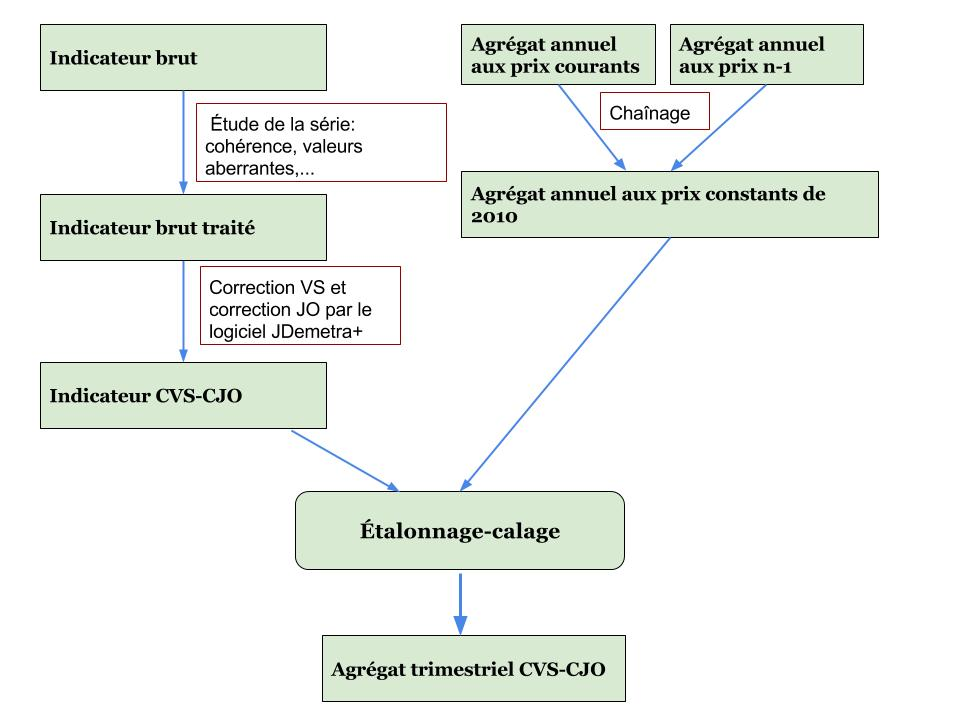 Indicateur brut
Agrégat annuel
aux prix courants
Agrégat annuel
aux prix n-1
Étude de la série:
cohérence, valeurs
aberrantes,...
Chaînage
Indicateur brut traité
Agrégat annuel aux prix constants de
2010
Correction VS et
correction JO par le
logiciel JDemetra+
Indicateur CVS-CJO
Étalonnage-calage
Agrégat trimestriel CVS-CJO